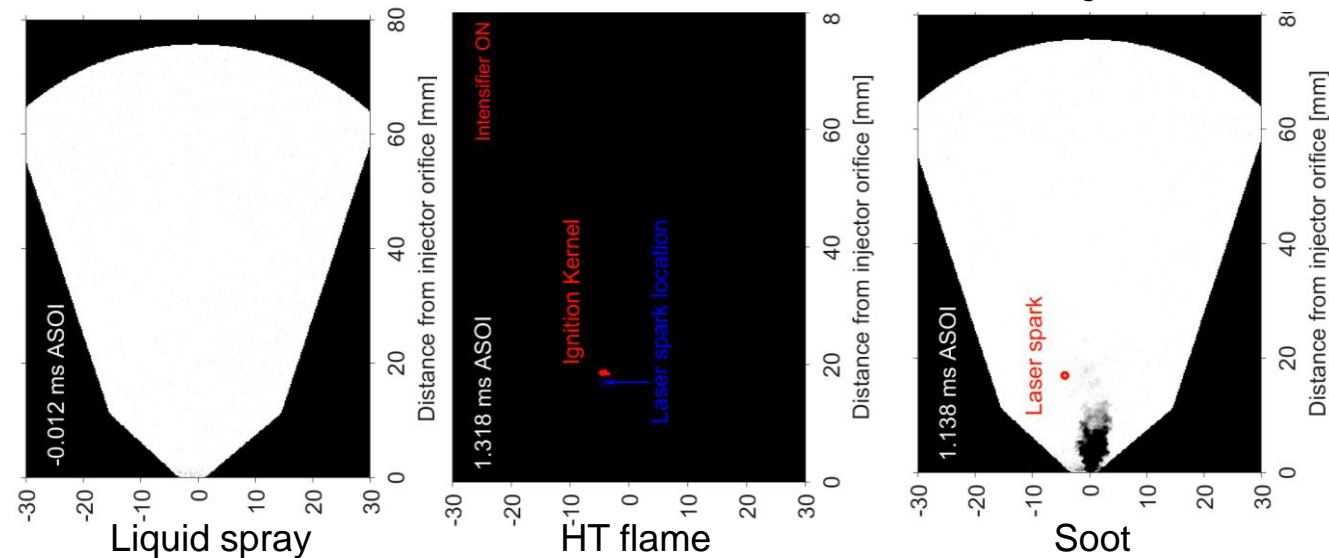 -0.012 ms ASOI
0
20
40
60
80
Distance from injector orifice [mm]
-30
-20
-10
0
10
20
30
Liquid spray
1.318 ms ASOI
Intensifier ON
Ignition Kernel
Laser spark location
0
20
40
60
8
Distance from injector orifice [mm]
-30
-20
-10
0
10
20
30
HT flame
1.138 ms ASOI
Laser spark
0
20
40
60
Distance from injector orifice [mm]
-30
-20
-10
0
10
20
30
Soot